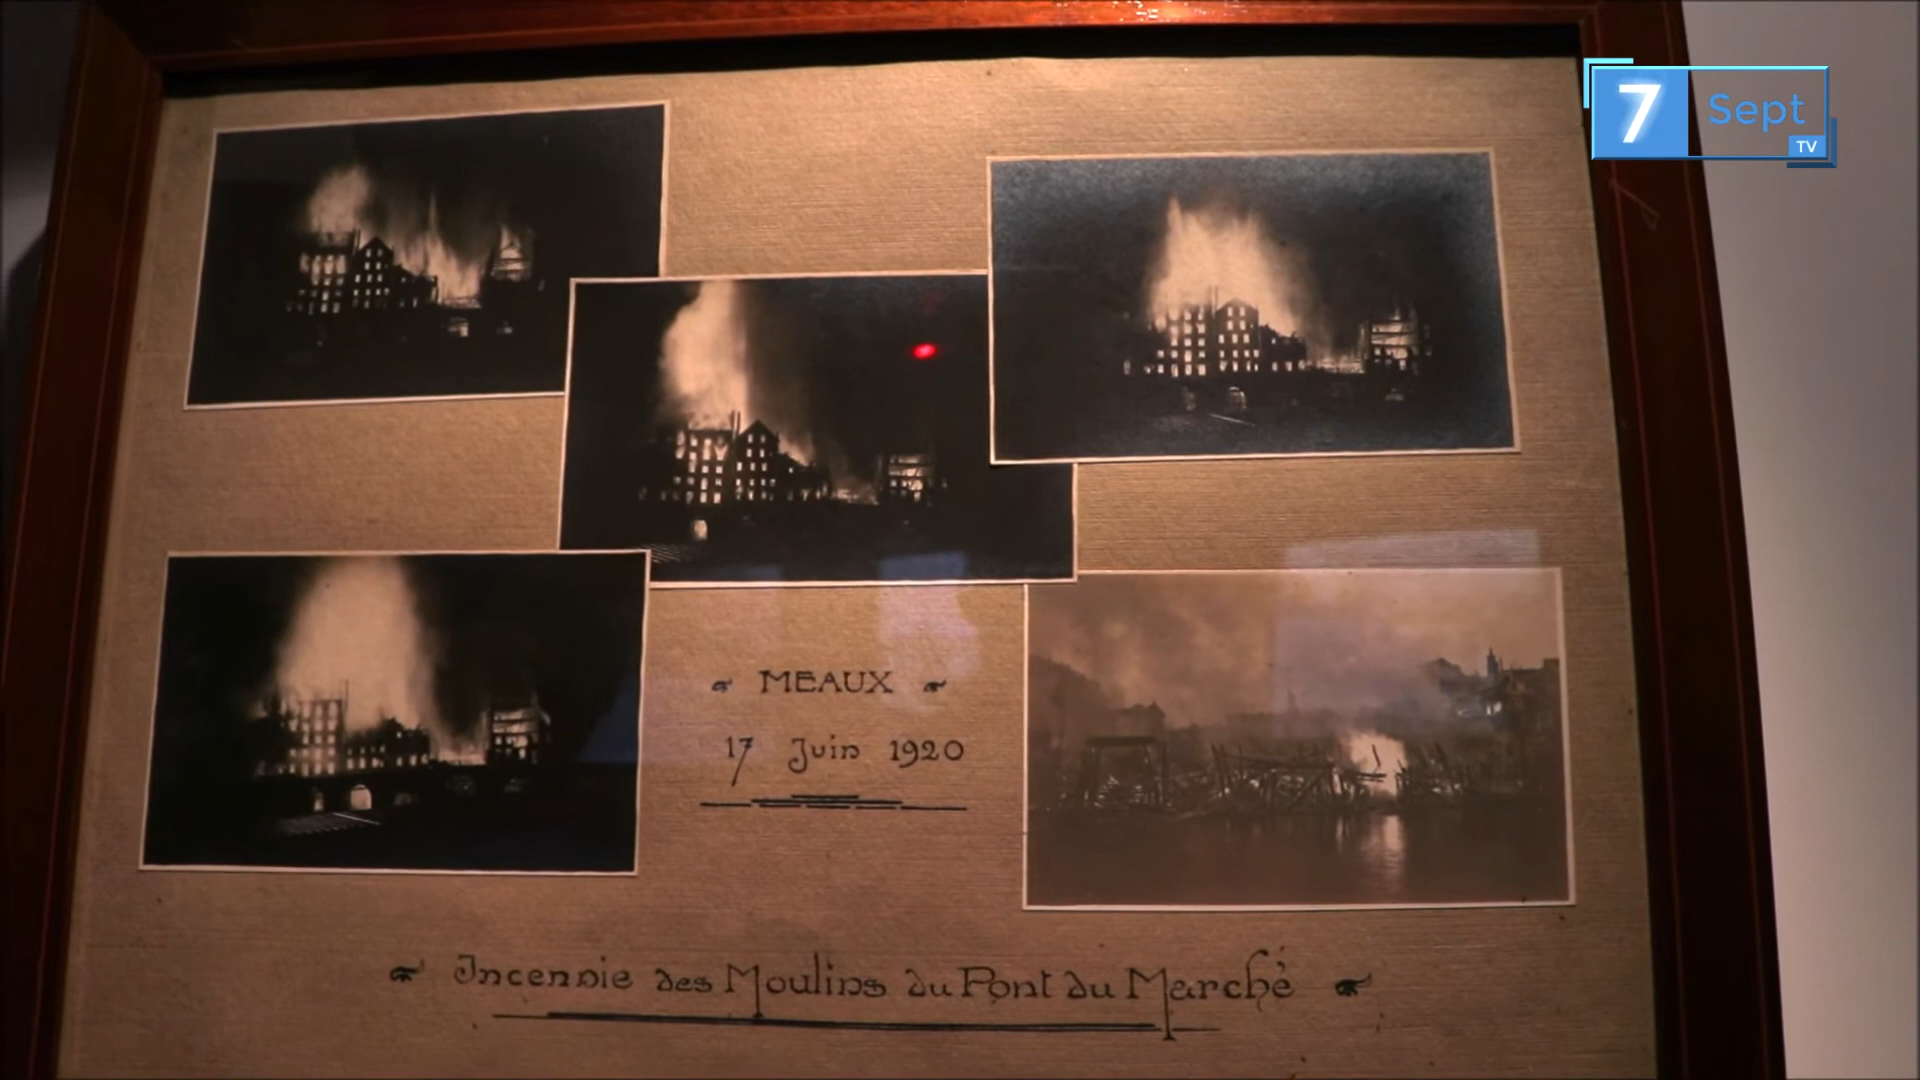 7 Sept
TV
MEAUX
17 Juin 1920
Incendie des Moulins du Pont du Marché